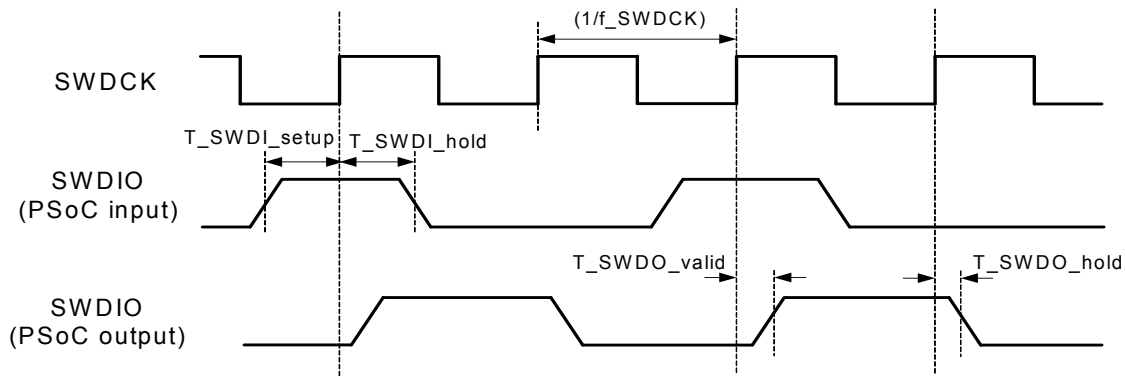 (1/f_SWDCK)
SWDCK
T_SWDI_setup
T_SWDI_hold
SWDIO
(PSoC input)
T_SWDO_valid
T_SWDO_hold
SWDIO
(PSoC output)